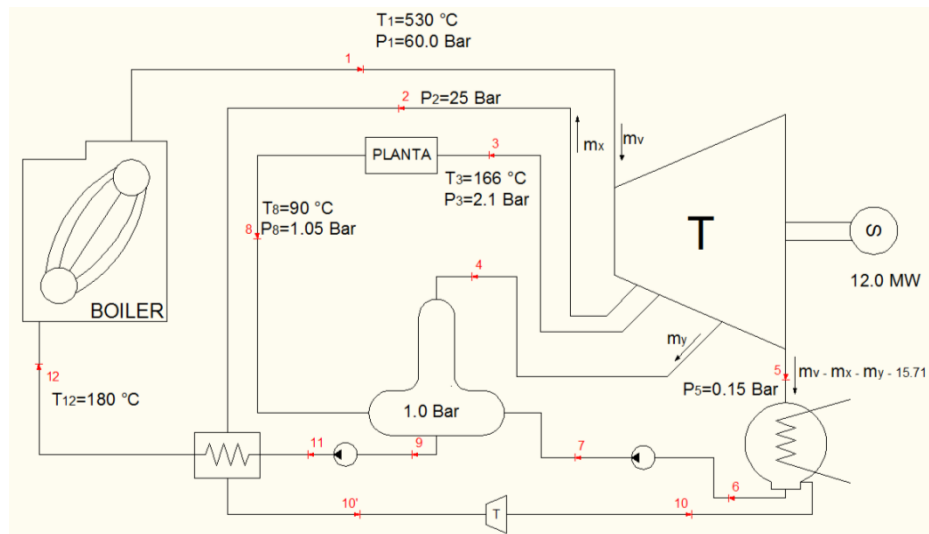 T1=530 °C
P1=60.0 Bar
1
2
P2=25 Bar
mx
mv
PLANTA
3
T3=166 °C
P3=2.1 Bar
T8=90 °C
P8=1.05 Bar
8
T
S
12.0 MW
4
BOILER
my
5
mv - mx - my - 15.71
P5=0.15 Bar
12
T12=180 °C
1.0 Bar
11
9
7
6
10'
T
10